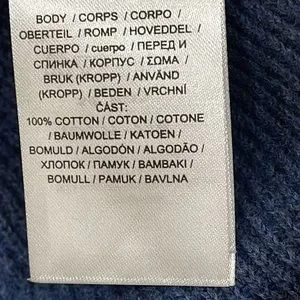 BODY / CORPS / CORPO /
OBERTEIL / ROMP / HOVEDDEL /
CUERPO / cuerpo / ПЕРЕД И
СПИНКА / КОРПУС / ΣΩΜΑ /
BRUK (KROPP) / ANVÄND
(KROPP) / BEDEN / VRCHNÍ
ČÁST:
100% COTTON / COTON / COTONE
/ BAUMWOLLE / KATOEN /
BOMULD / ALGODÓN / ALGODÃO /
ХЛОПОК / ПАМУК / BAMBAKI /
BOMULL / PAMUK / BAVLNA